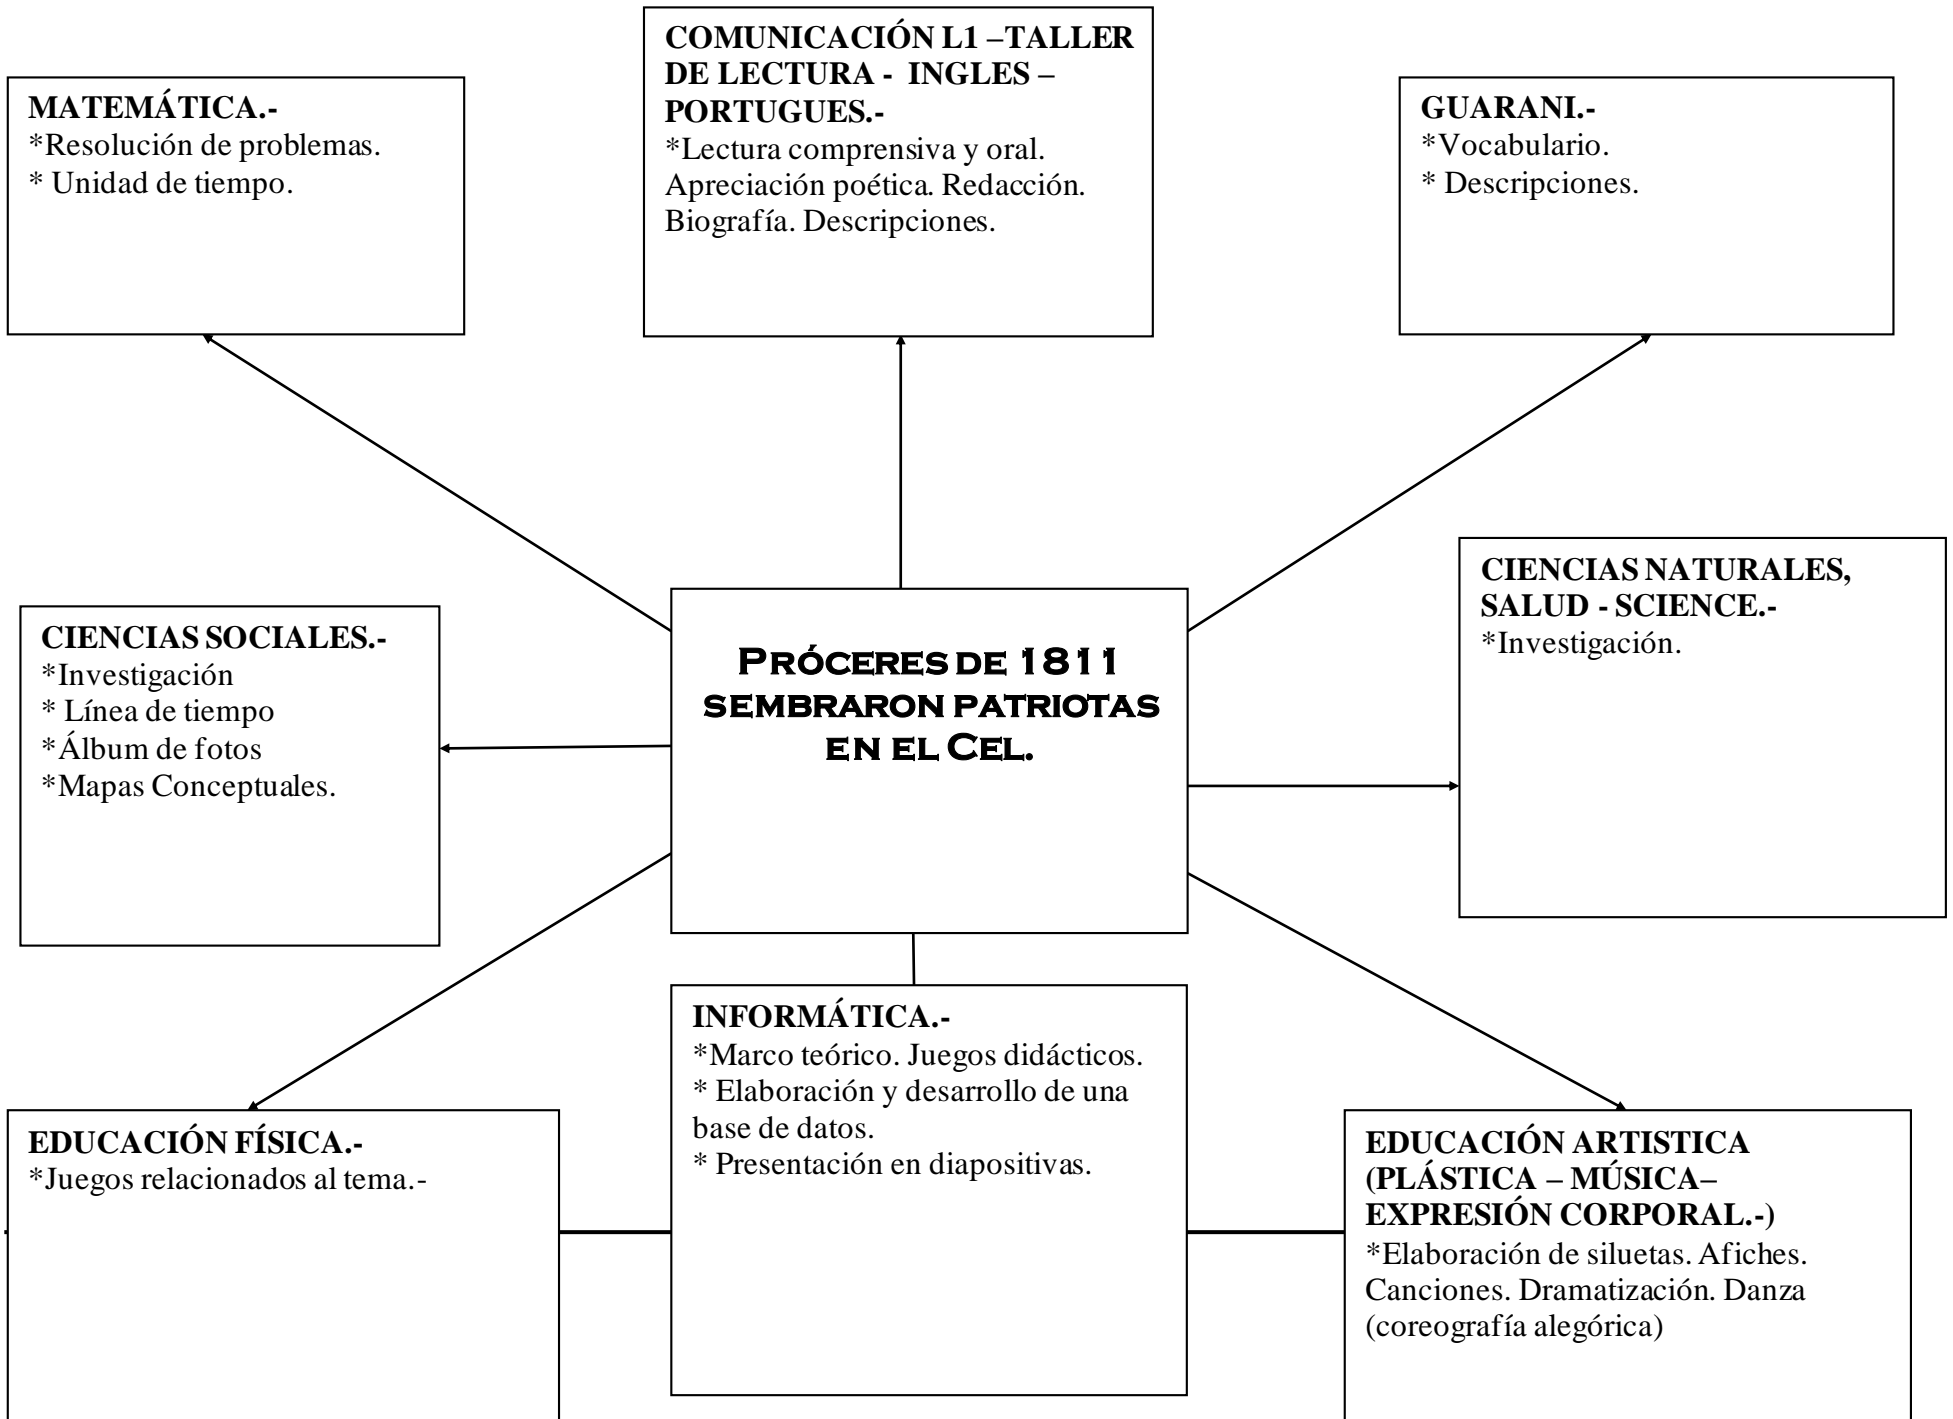 MATEMÁTICA.-
*Resolución de problemas.
* Unidad de tiempo.
COMUNICACIÓN L1 –TALLER
DE LECTURA - INGLES –
PORTUGUES.-
*Lectura comprensiva y oral.
Apreciación poética. Redacción.
Biografía. Descripciones.
GUARANI.-
*Vocabulario.
* Descripciones.
CIENCIAS SOCIALES.-
*Investigación
* Línea de tiempo
*Álbum de fotos
*Mapas Conceptuales.
PRÓCERES DE 1811
SEMBRARON PATRIOTAS
EN EL CEL.
CIENCIAS NATURALES,
SALUD - SCIENCE.-
*Investigación.
EDUCACIÓN FÍSICA.-
*Juegos relacionados al tema.-
INFORMÁTICA.-
*Marco teórico. Juegos didácticos.
* Elaboración y desarrollo de una
base de datos.
* Presentación en diapositivas.
EDUCACIÓN ARTISTICA
(PLÁSTICA – MÚSICA–
EXPRESIÓN CORPORAL.-)
*Elaboración de siluetas. Afiches.
Canciones. Dramatización. Danza
(coreografía alegórica)